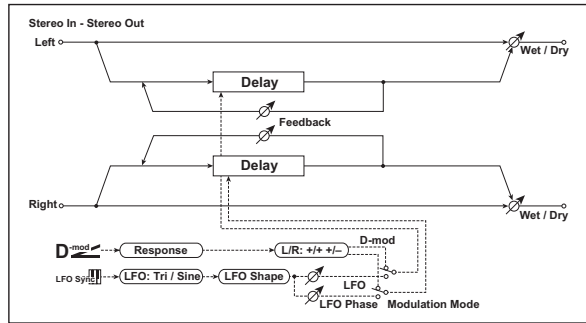 Stereo In - Stereo Out
Left
Wet / Dry
Delay
Feedback
Delay
Right
Wet / Dry
D-mod
D-mod Response L/R: +/+ +/–
LFO Sync LFO: Tri / Sine LFO Shape LFO
LFO Phase Modulation Mode